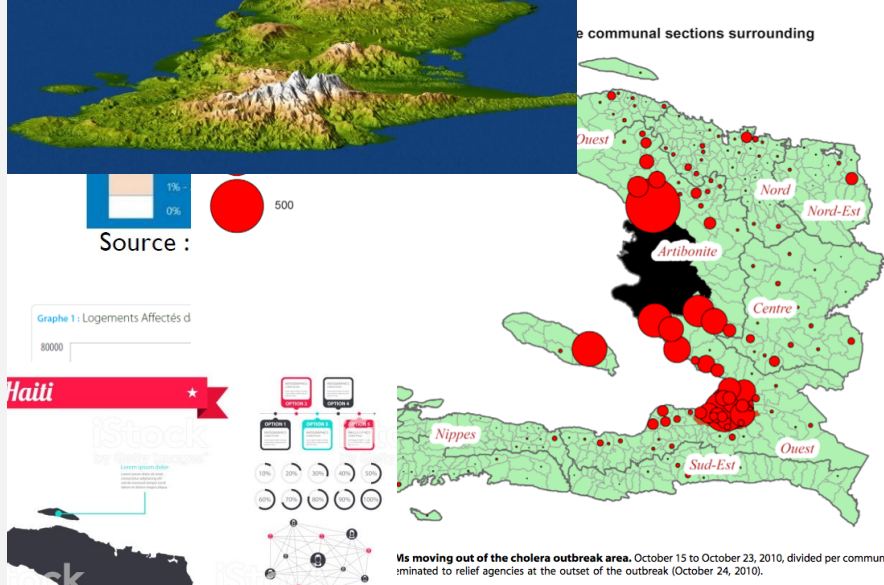 e communal sections surrounding
Ouest
Nord
Nord-Est
Artibonite
Centre
Nippes
Sud-Est
Ouest
1% -
0%
500
Source :
Graphe 1 : Logements Affectés d
80000
Haiti
OPTION 3
OPTION 4
OPTION 1
OPTION 2
Lorem ipsum dolor
10% 20% 30% 40% 50%
60% 70% 80% 90% 100%
iStock
Ms moving out of the cholera outbreak area. October 15 to October 23, 2010, divided per commun
eminated to relief agencies at the outset of the outbreak (October 24, 2010).